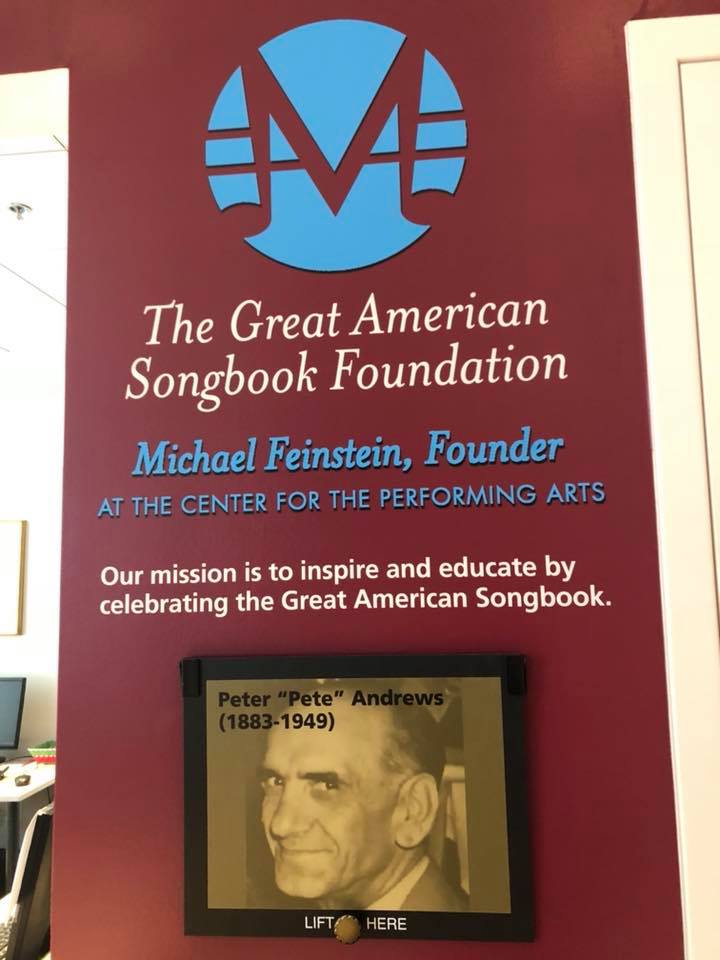 M
The Great American
Songbook Foundation
Michael Feinstein, Founder
AT THE CENTER FOR THE PERFORMING ARTS
Our mission is to inspire and educate by
celebrating the Great American Songbook.
Peter “Pete” Andrews
(1883-1949)
LIFT HERE